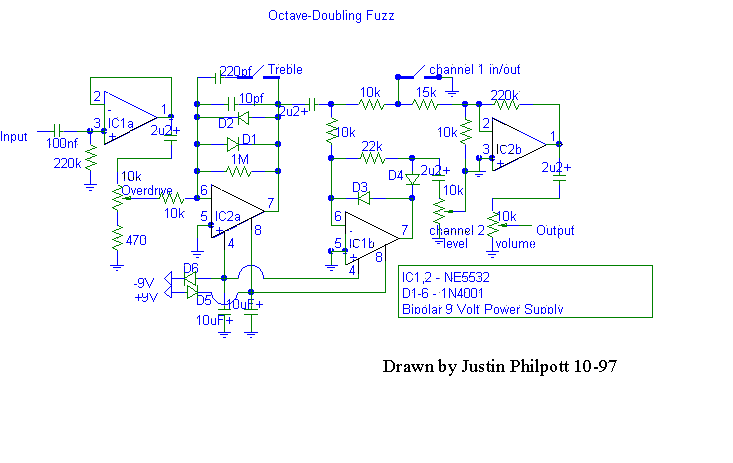 Octave-Doubling Fuzz
220pf
Treble
channel 1 in/out
10k
15k
220k
10pf
2u2+
D2
2
-
IC1a
1
3
+
2u2+
D1
10k
10k
2
-
IC2b
1
3
+
Input
100nf
220k
1M
22k
2u2+
D4
2u2+
10k
Overdrive
10k
6
-
IC2a
7
5
+
4
8
D3
10k
6
-
IC1b
7
5
+
4
8
channel 2
level
10k
volume
Output
470
D6
-9V
+9V
D5
10uF+
10uF+
IC1,2 - NE5532
D1-6 - 1N4001
Bipolar 9 Volt Power Supply
Drawn by Justin Philpott 10-97